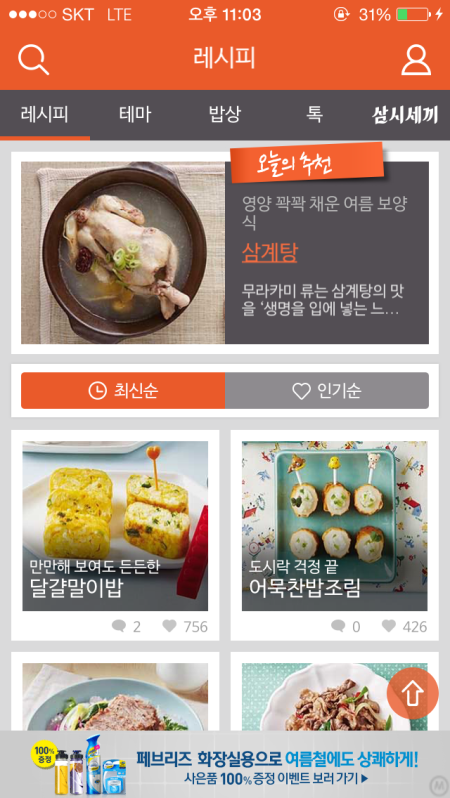 SKT LTE 오후 11:03 31%
레시피
레시피 테마 밥상 톡 삼시세끼
오늘의 추천
영양 꽉꽉 채운 여름 보양
식
삼계탕
무라카미 류는 삼계탕의 맛
을 ‘생명을 입에 넣는 느...
최신순 인기순
만만해 보여도 든든한
달걀말이밥
2 756
도시락 걱정 끝
어묵찬밥조림
0 426
100%
증정
페브리즈 화장실용으로 여름철에도 상쾌하게!
사은품 100% 증정 이벤트 보러 가기 ▶
M